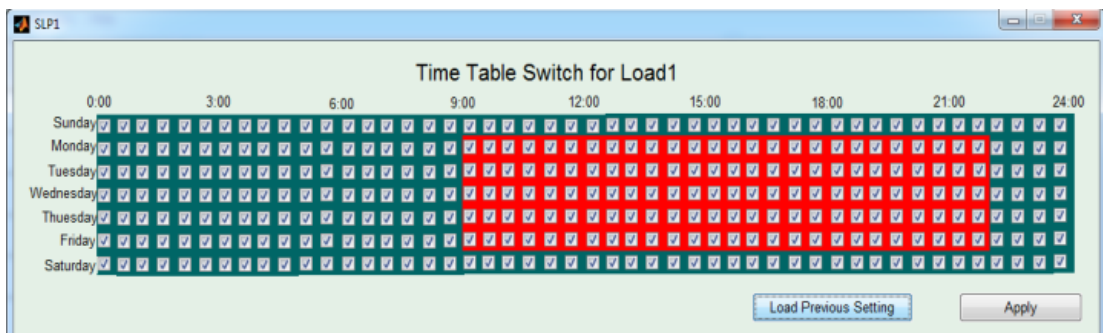 SLP1
Time Table Switch for Load1
0:00 3:00 6:00 9:00 12:00 15:00 18:00 21:00 24:00
Sunday
Monday
Tuesday
Wednesday
Thuesday
Friday
Saturday
Load Previous Setting Apply